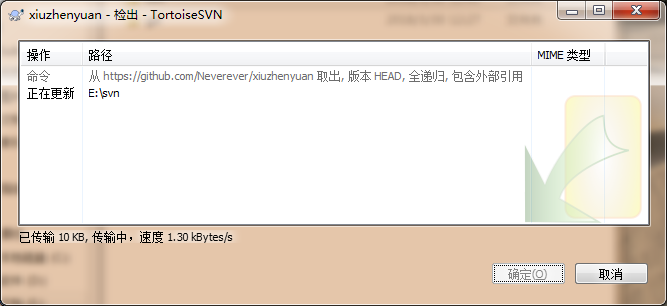 xiuzhenyuan - 检出 - TortoiseSVN
操作 路径 MIME 类型
命令 从 https://github.com/Neverever/xiuzhenyuan 取出, 版本 HEAD, 全递归, 包含外部引用
正在更新 E:\svn
已传输 10 KB, 传输中，速度 1.30 kBytes/s
确定(O) 取消